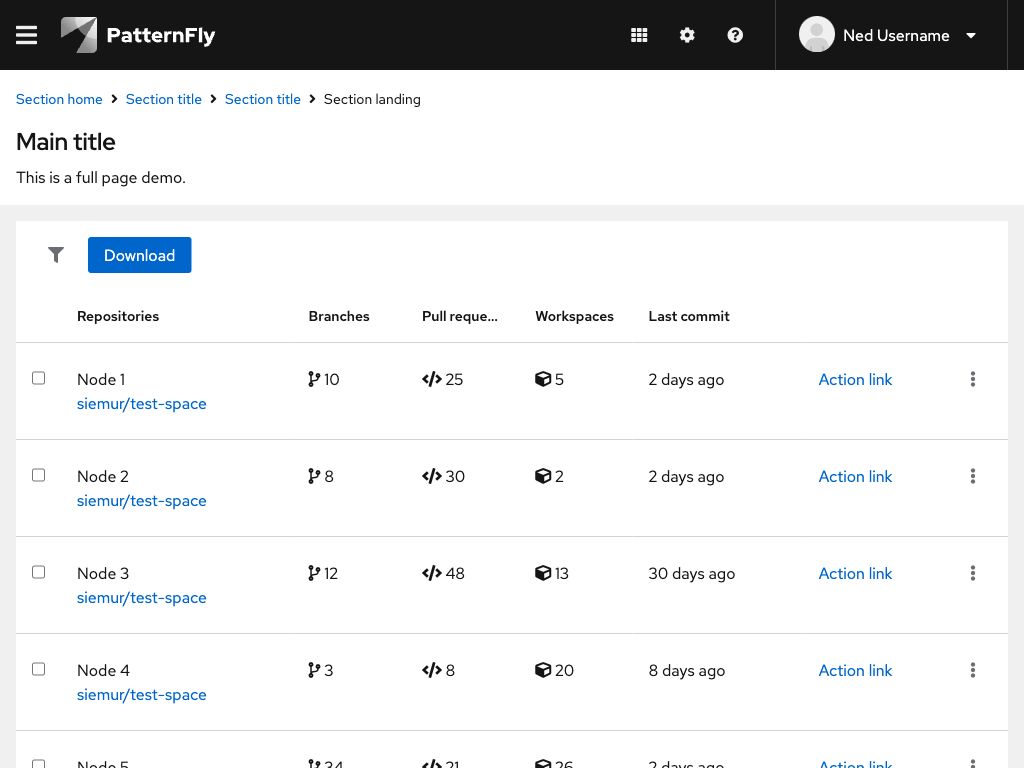 PatternFly
Ned Username
Section home Section title Section title Section landing
Main title
This is a full page demo.
Download
Repositories Branches Pull reque... Workspaces Last commit
Node 1 10 25 5 2 days ago Action link
siemur/test-space
Node 2 8 30 2 2 days ago Action link
siemur/test-space
Node 3 12 48 13 30 days ago Action link
siemur/test-space
Node 4 3 8 20 8 days ago Action link
siemur/test-space
Node 5 34 21 26 2 days ago Action link